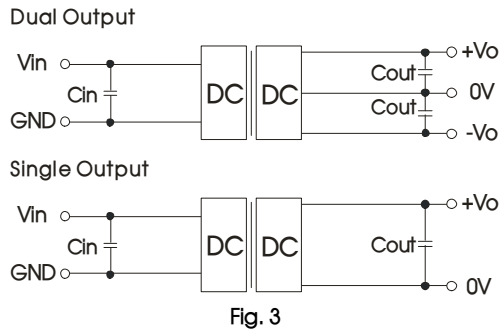 Dual Output
Vin
+Vo
Cout
Cin
DC
DC
0V
Cout
GND
-Vo
Single Output
Vin
+Vo
Cin
DC
DC
Cout
GND
0V
Fig. 3